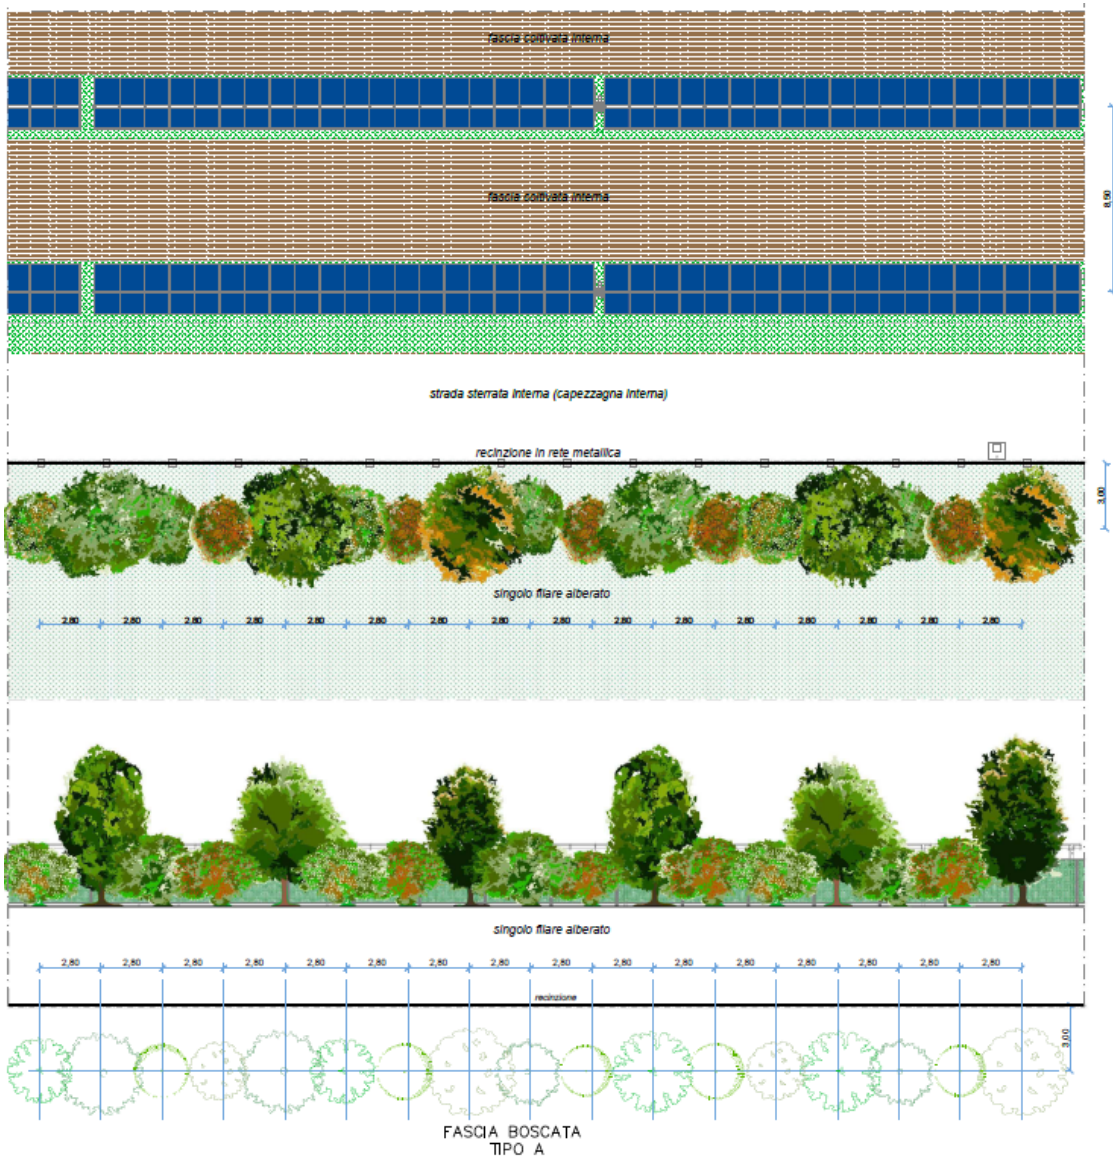 fascia coltivata interna
fascia coltivata interna
8,50
strada sterrata interna (capezzagna interna)
recinzione in rete metallica
3,00
singolo filare alberato
2,80 2,80 2,80 2,80 2,80 2,80 2,80 2,80 2,80 2,80 2,80 2,80 2,80 2,80 2,80 2,80
singolo filare alberato
2,80 2,80 2,80 2,80 2,80 2,80 2,80 2,80 2,80 2,80 2,80 2,80 2,80 2,80 2,80 2,80
recinzione
3,00
FASCIA BOSCATA
TIPO A